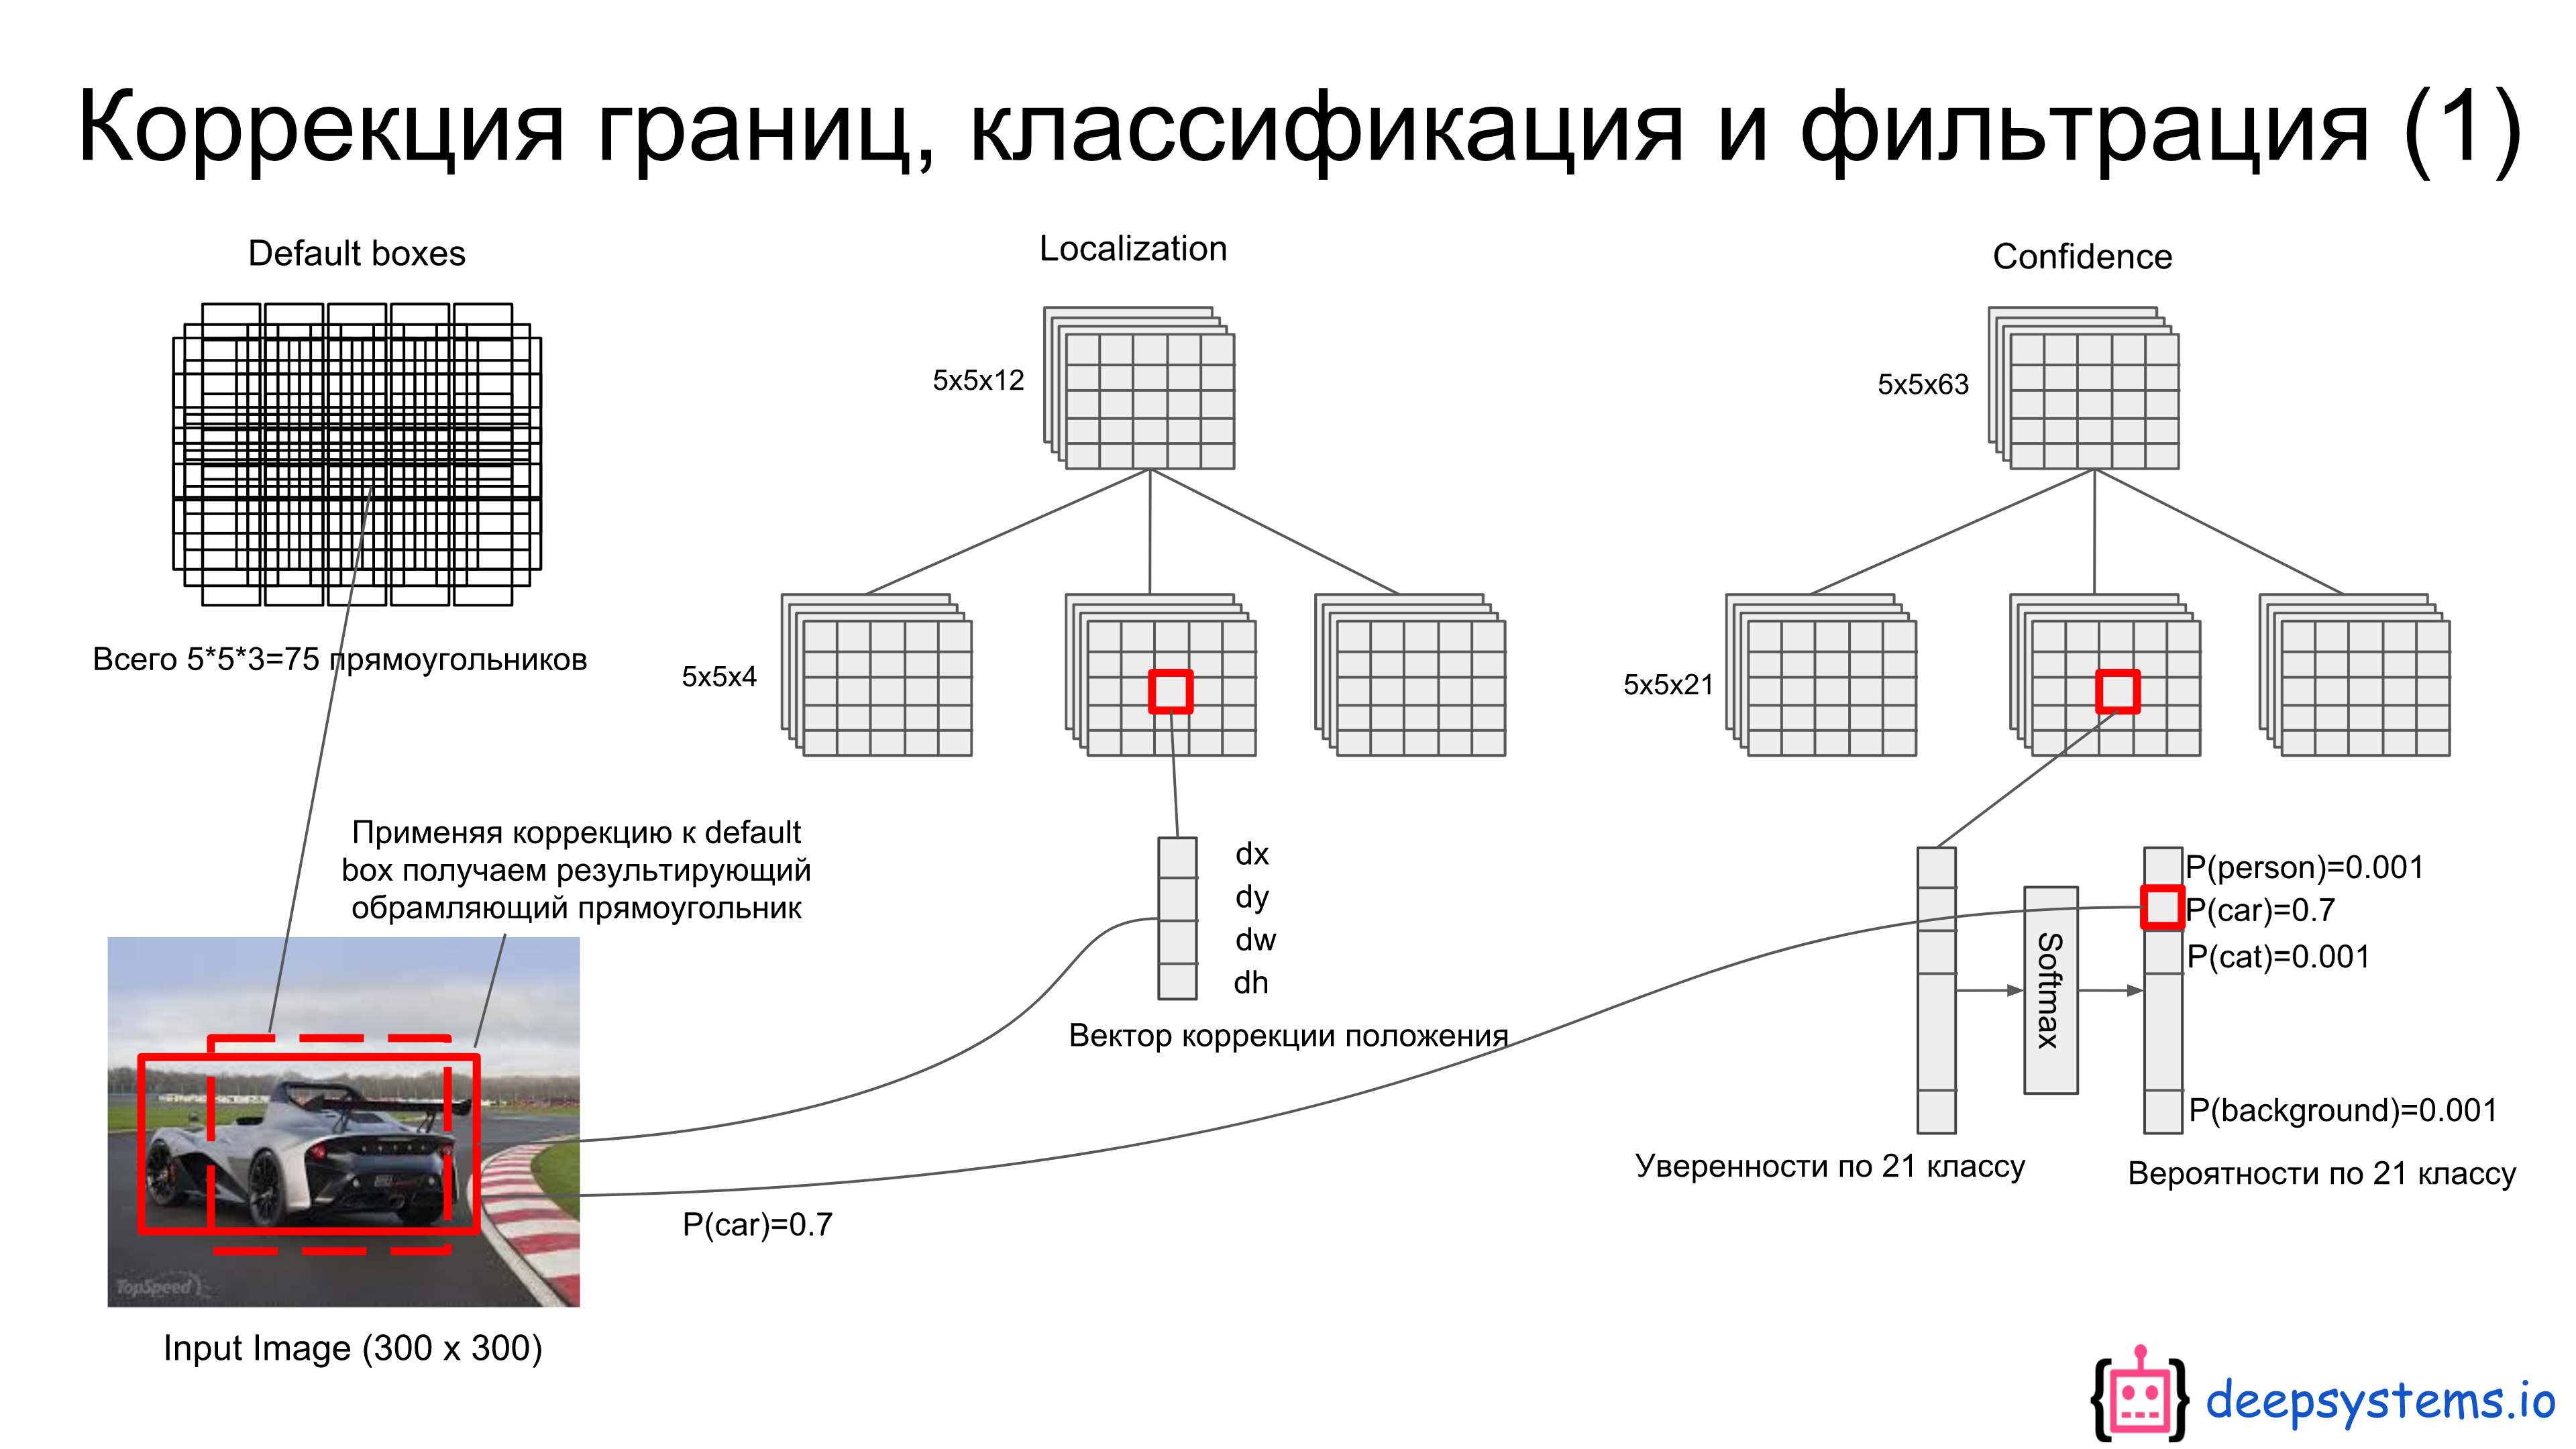 Коррекция границ, классификация и фильтрация (1)
Default boxes
Localization
Confidence
5x5x12
5x5x63
Всего 5*5*3=75 прямоугольников
5x5x4
5x5x21
Применяя коррекцию к default
box получаем результирующий
обрамляющий прямоугольник
dx
dy
dw
dh
Вектор коррекции положения
Softmax
P(person)=0.001
P(car)=0.7
P(cat)=0.001
P(background)=0.001
Уверенности по 21 классу
Вероятности по 21 классу
P(car)=0.7
TopSpeed
Input Image (300 x 300)
deepsystems.io